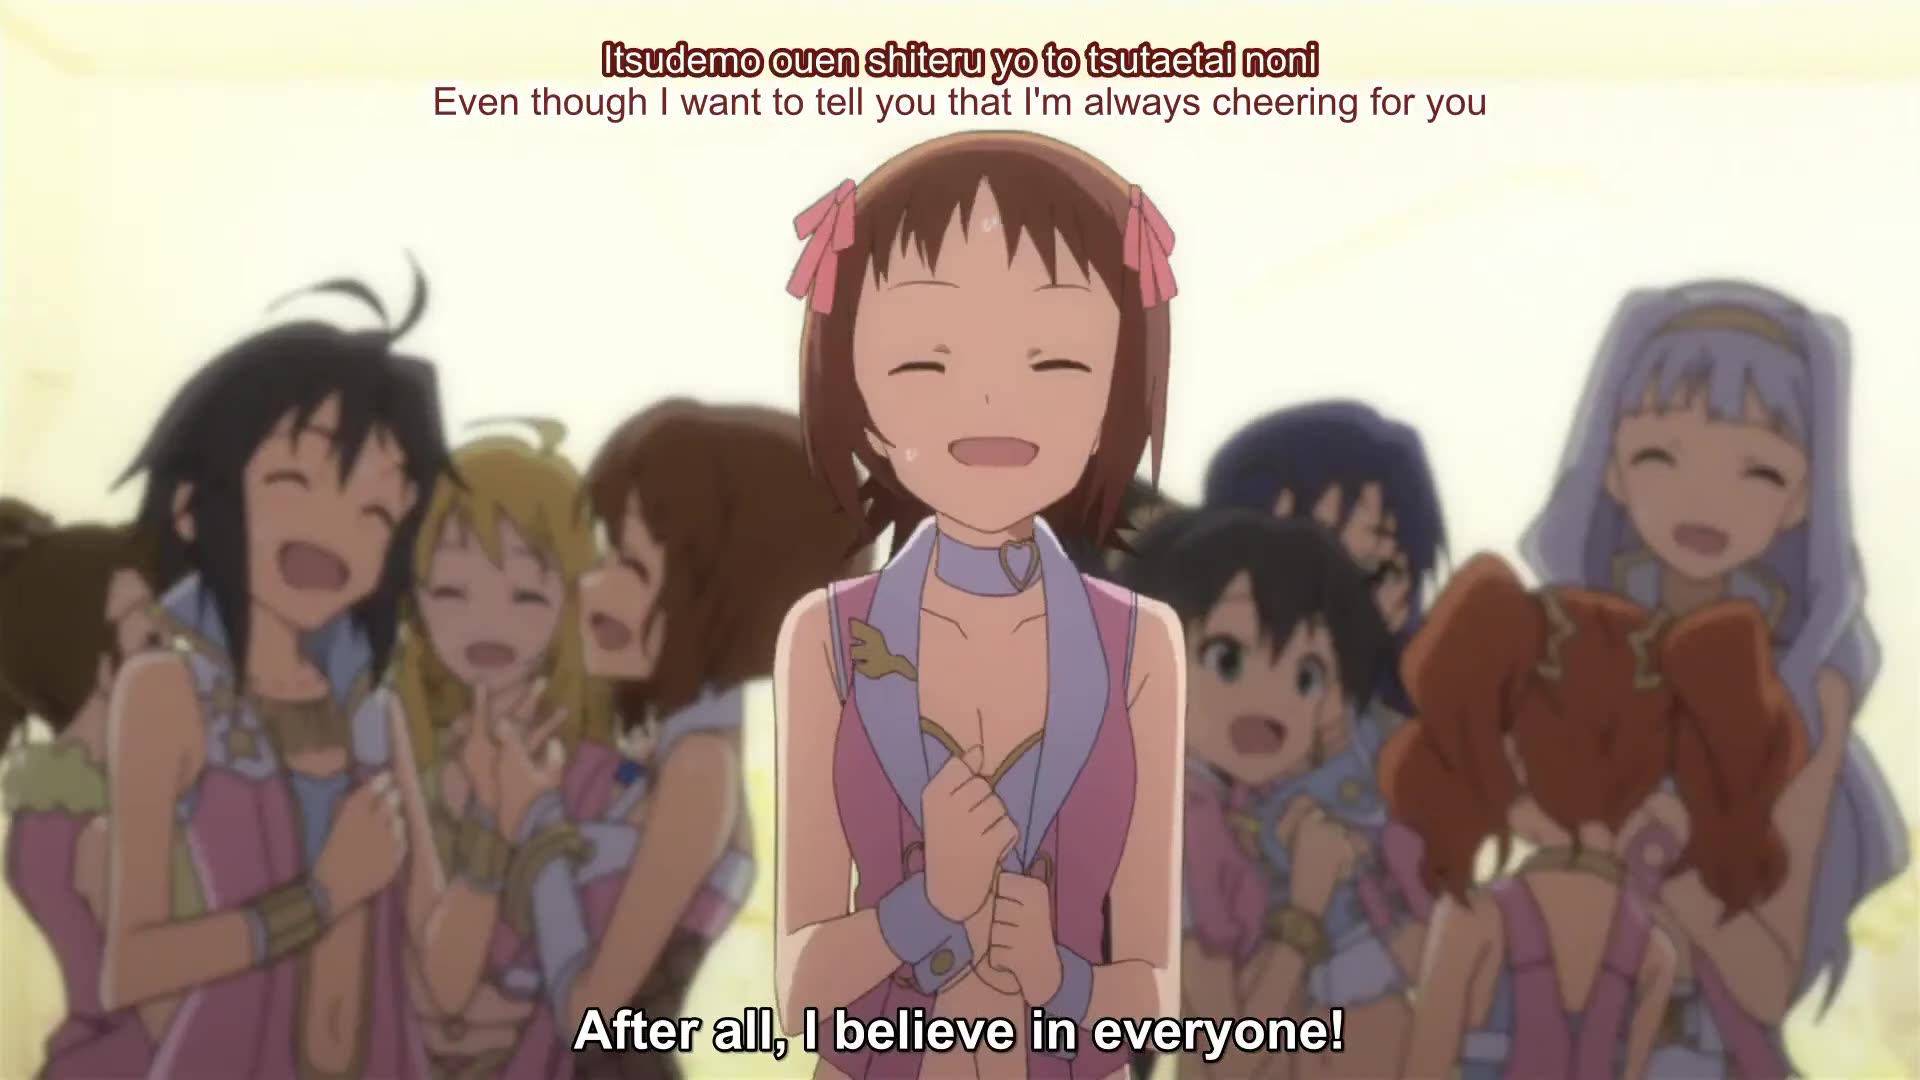 Itsudemo ouen shiteru yo to tsutaetai noni
Even though I want to tell you that I'm always cheering for you
After all, I believe in everyone!